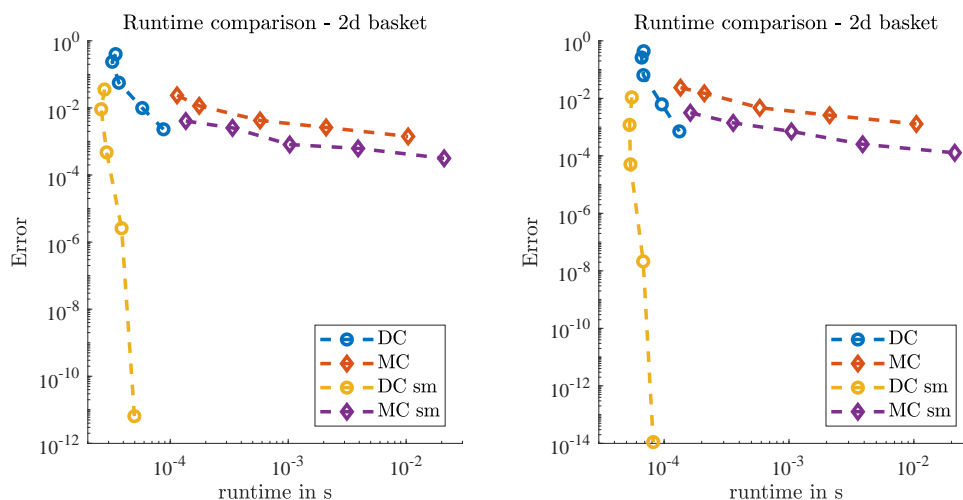 Runtime comparison - 2d basket
Error
10^0
10^-2
10^-4
10^-6
10^-8
10^-10
10^-12
10^-4
10^-3
10^-2
runtime in s
DC
MC
DC sm
MC sm
Runtime comparison - 2d basket
Error
10^0
10^-2
10^-4
10^-6
10^-8
10^-10
10^-12
10^-14
10^-4
10^-3
10^-2
runtime in s
DC
MC
DC sm
MC sm